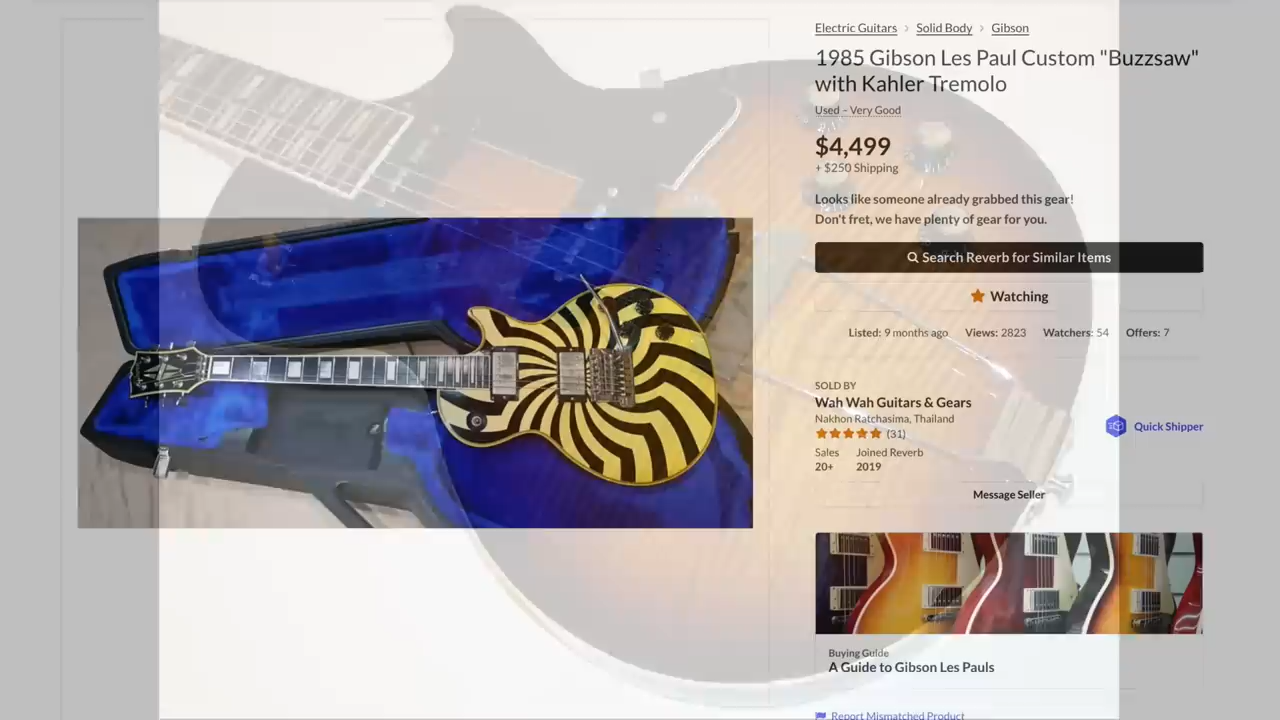 Electric Guitars > Solid Body > Gibson
1985 Gibson Les Paul Custom "Buzzsaw"
with Kahler Tremolo
Used – Very Good
$4,499
+ $250 Shipping
Looks like someone already grabbed this gear!
Don't fret, we have plenty of gear for you.
Search Reverb for Similar Items
Watching
Listed: 9 months ago Views: 2823 Watchers: 54 Offers: 7
SOLD BY
Wah Wah Guitars & Gears
Nakhon Ratchasima, Thailand
(31)
Quick Shipper
Sales Joined Reverb
20+ 2019
Message Seller
Buying Guide
A Guide to Gibson Les Pauls
Report Mismatched Product